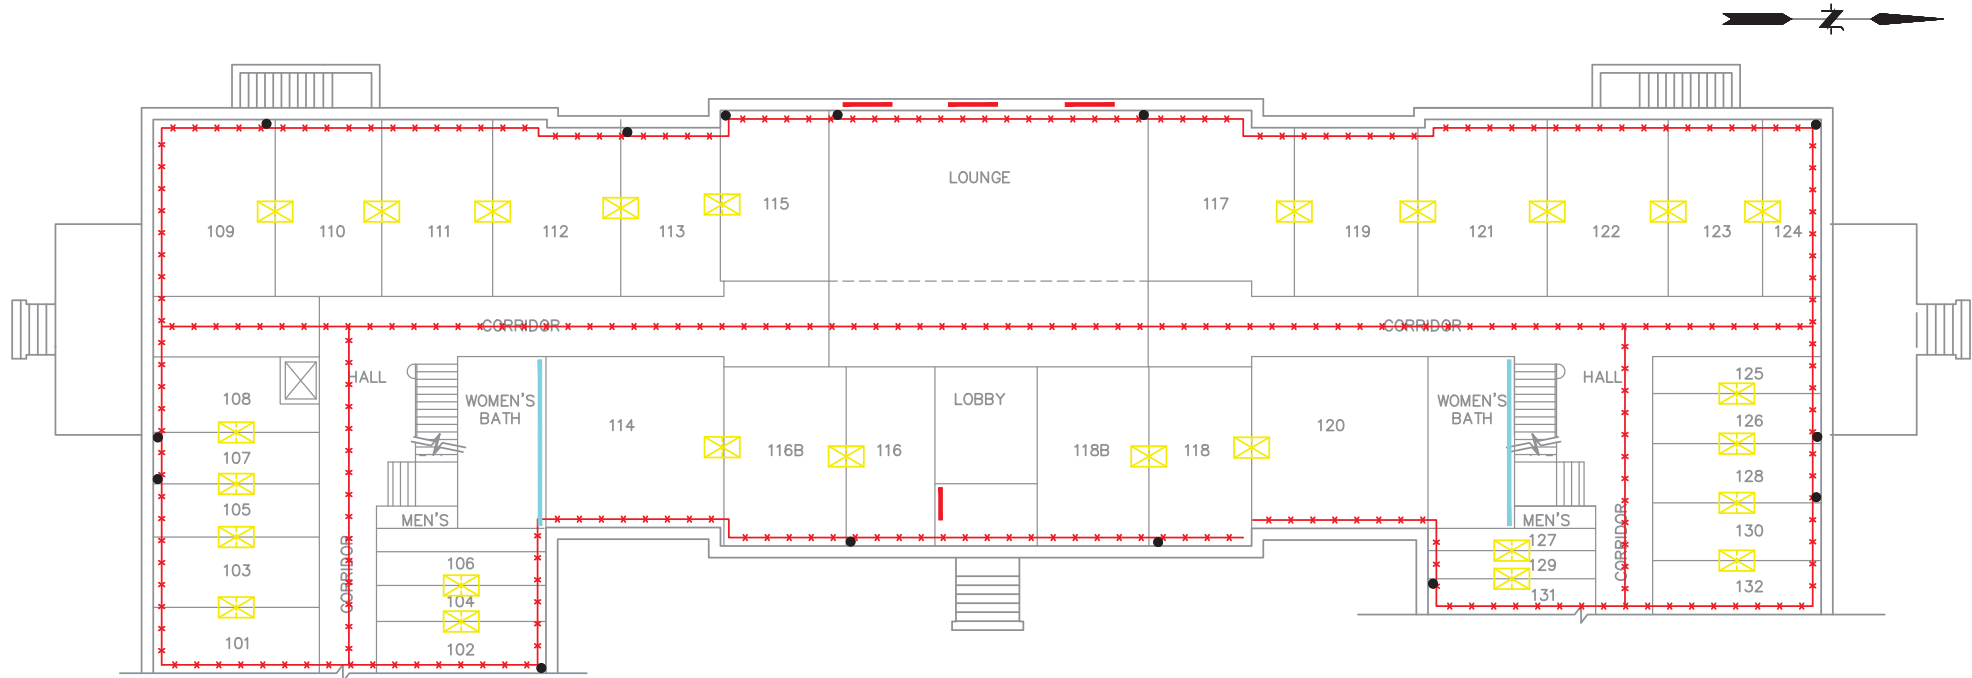 N
LOUNGE
115
117
109
110
111
112
113
119
121
122
123
124
CORRIDOR
CORRIDOR
HALL
HALL
125
108
WOMEN'S
BATH
LOBBY
WOMEN'S
BATH
114
120
126
107
116B
116
118B
118
128
105
MEN'S
MEN'S
130
127
103
106
CORRIDOR
CORRIDOR
129
104
131
132
101
102